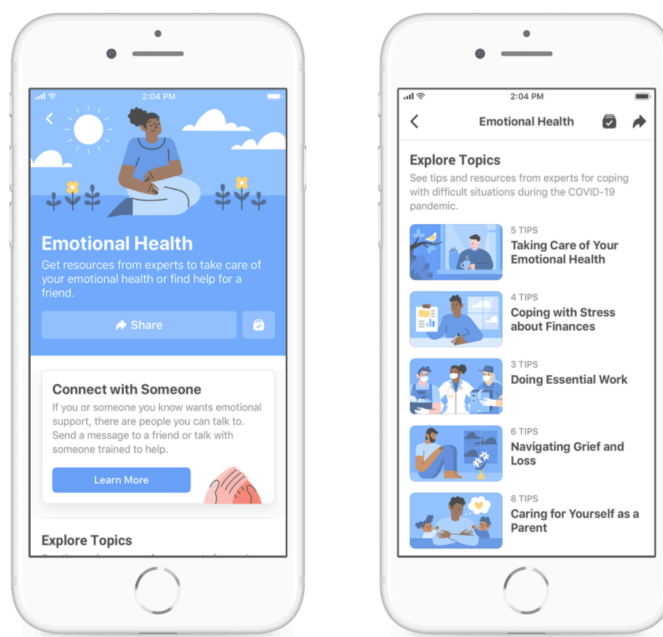 2:04 PM
Emotional Health
Get resources from experts to take care of
your emotional health or find help for a
friend.
Share
Connect with Someone
If you or someone you know wants emotional
support, there are people you can talk to.
Send a message to a friend or talk with
someone trained to help.
Learn More
Explore Topics
2:04 PM
Emotional Health
Explore Topics
See tips and resources from experts for coping
with difficult situations during the COVID-19
pandemic.
5 TIPS
Taking Care of Your
Emotional Health
4 TIPS
Coping with Stress
about Finances
3 TIPS
Doing Essential Work
6 TIPS
Navigating Grief and
Loss
8 TIPS
Caring for Yourself as a
Parent